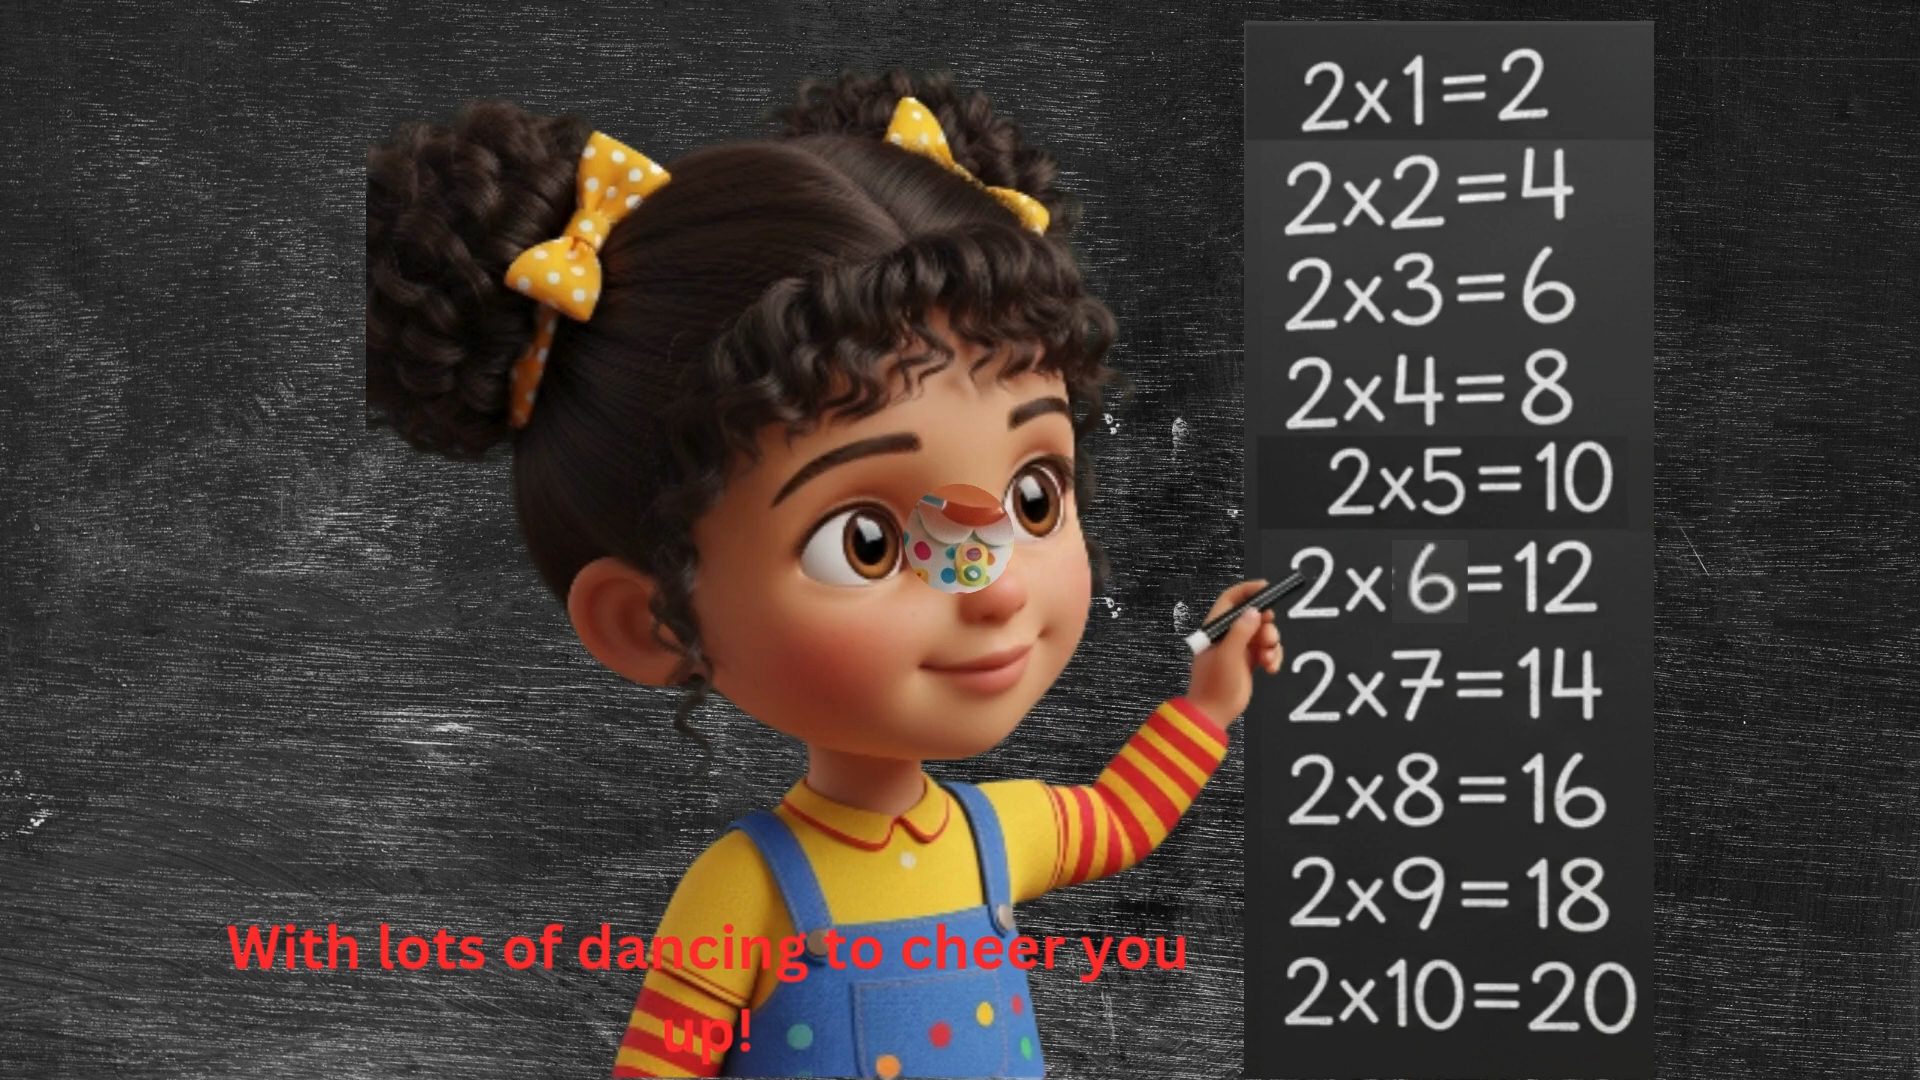 2x1=2
2x2=4
2x3=6
2x4=8
2x5=10
2x6=12
2x7=14
2x8=16
2x9=18
2x10=20
With lots of dancing to cheer you
up!